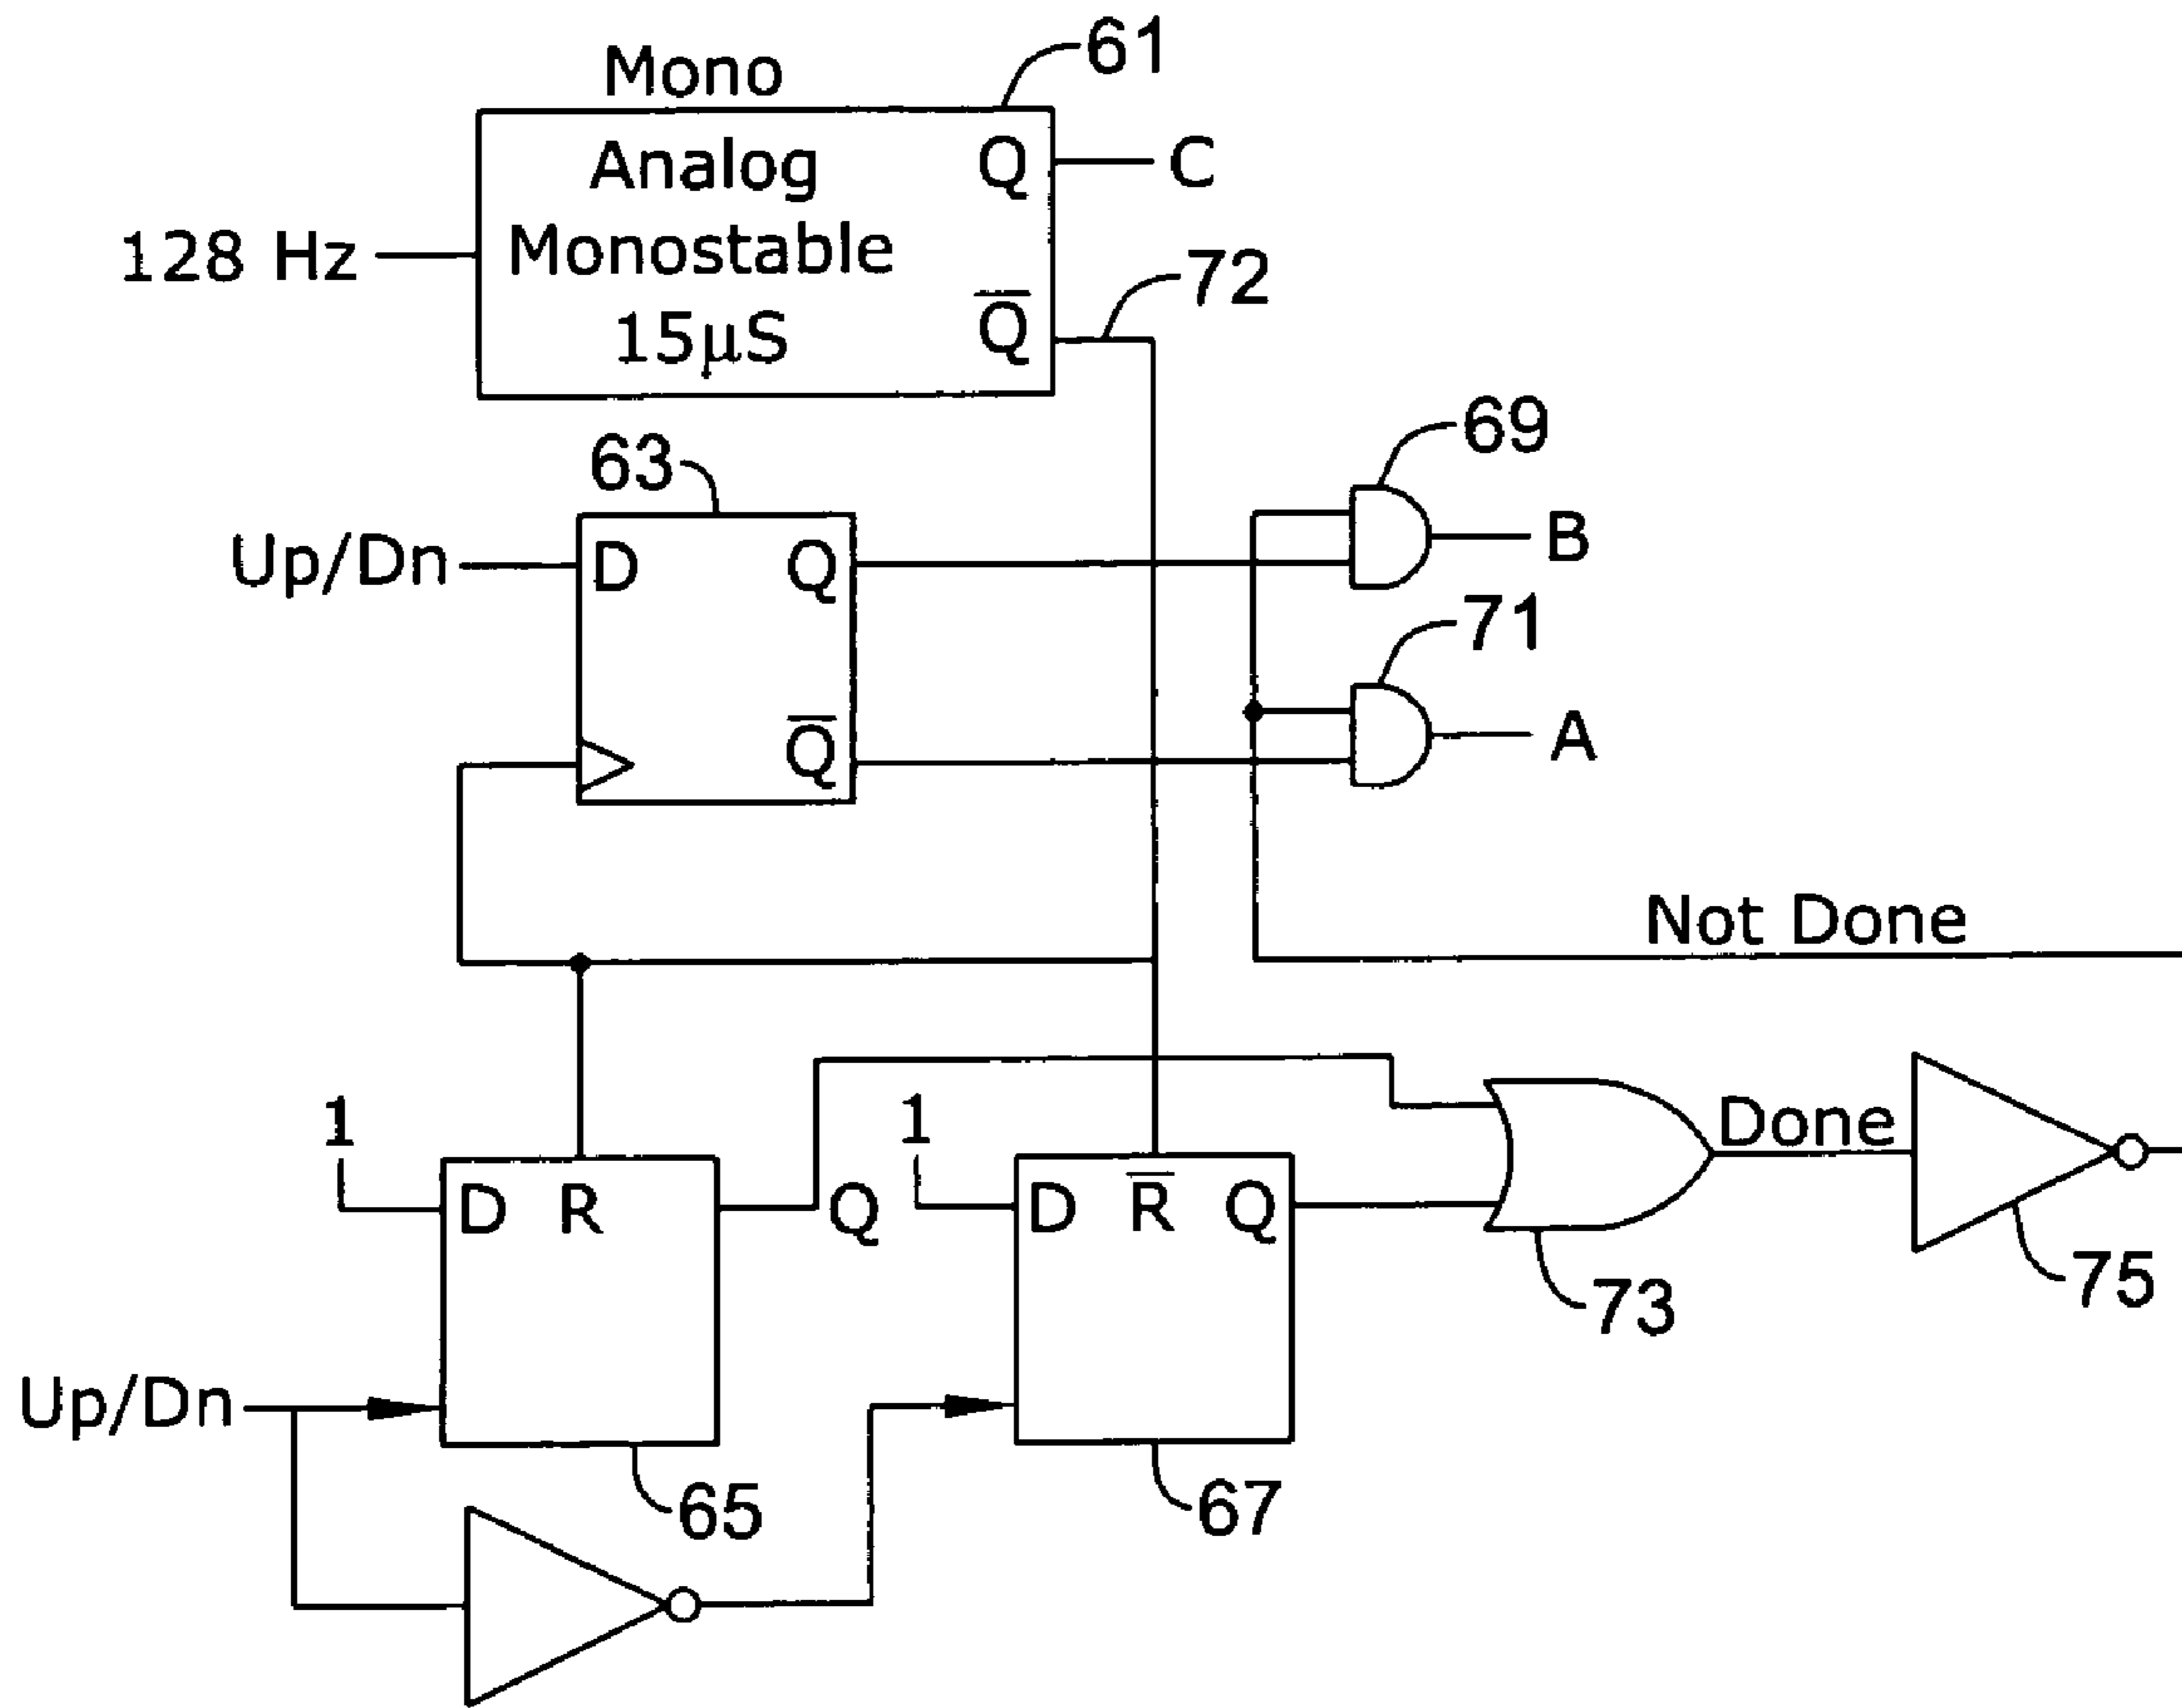 Mono
61
Analog
Monostable
15µS
Q
C
128 Hz
Q̅
72
63
69
Up/Dn
D
Q
B
71
Q̅
A
Not Done
1
D
R
Q
1
D
R̅
Q
Done
73
75
Up/Dn
65
67